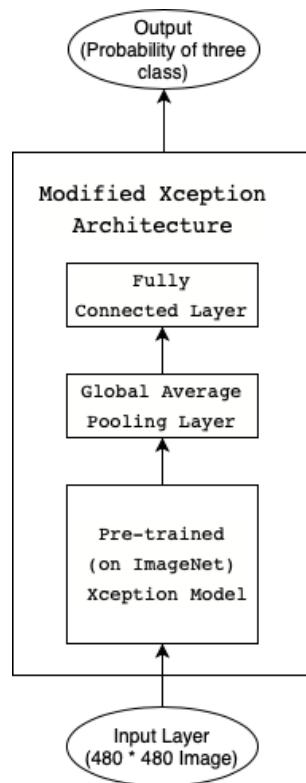 Output
(Probability of three
class)
Modified Xception
Architecture
Fully
Connected Layer
Global Average
Pooling Layer
Pre-trained
(on ImageNet)
Xception Model
Input Layer
(480 * 480 Image)